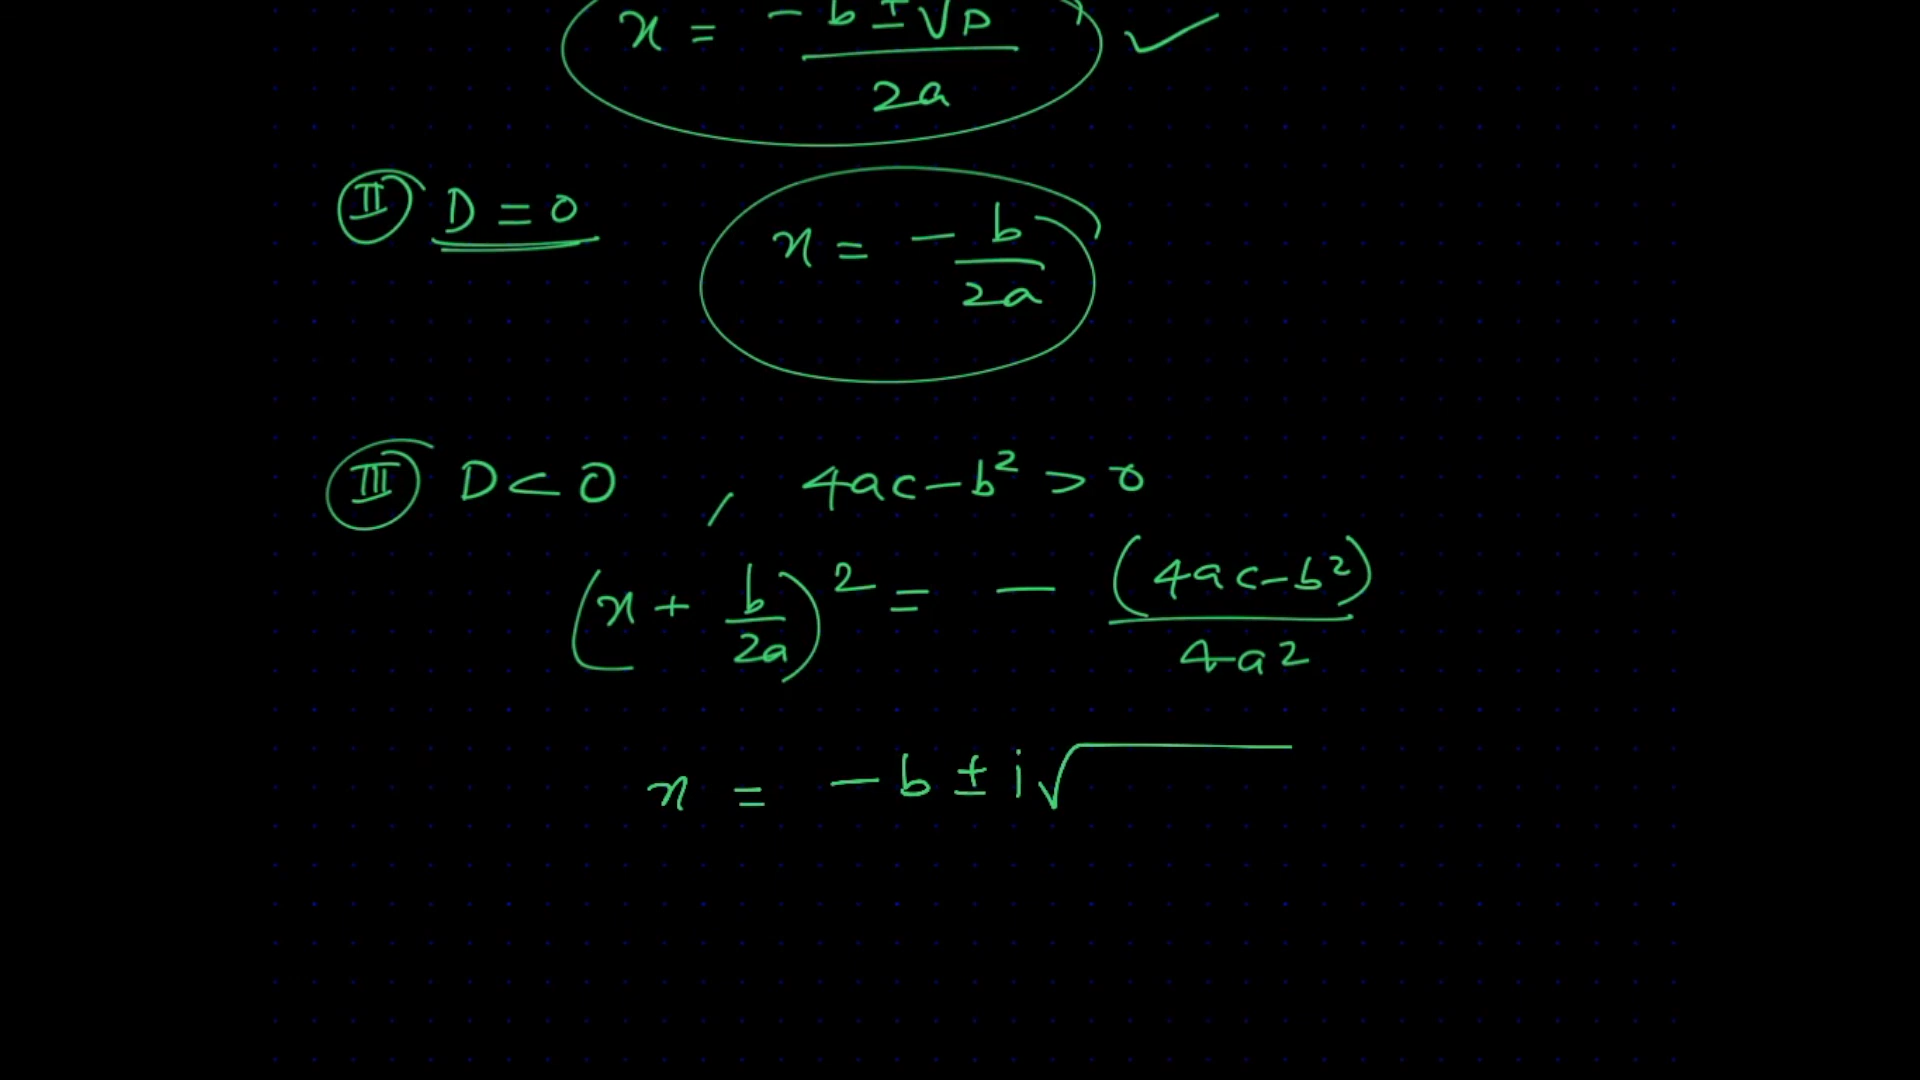 x = -b ± √D / 2a ✓
II D = 0 x = - b/2a
III D < 0 , 4ac - b² > 0
(x + b/2a)² = - (4ac - b²)/4a²
x = - b ± i√